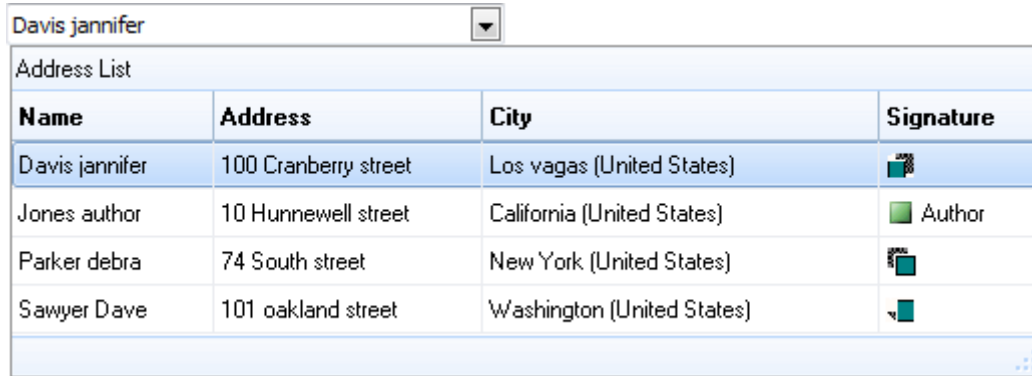 Davis jannifer
Address List
Name Address City Signature
Davis jannifer 100 Cranberry street Los vagas (United States)
Jones author 10 Hunnewell street California (United States) Author
Parker debra 74 South street New York (United States)
Sawyer Dave 101 oakland street Washington (United States)